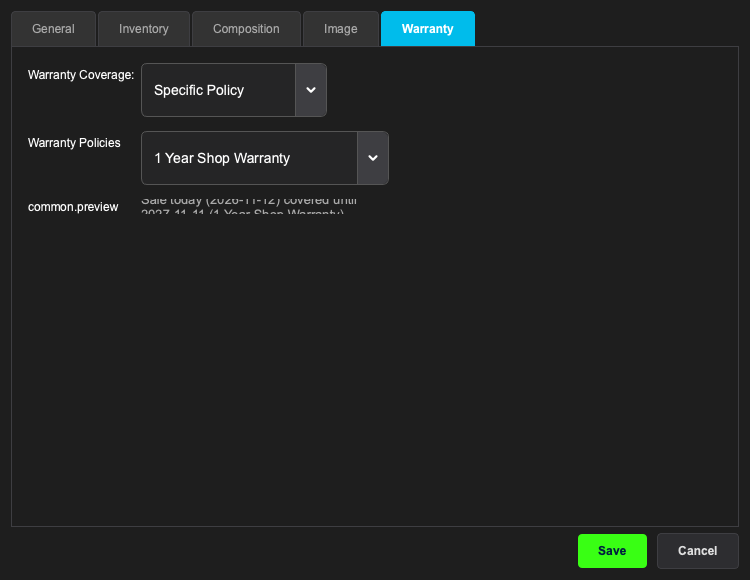 General
Inventory
Composition
Image
Warranty
Warranty Coverage:
Specific Policy
Warranty Policies
1 Year Shop Warranty
common.preview
Sale today (2026-11-12) covered until
2027-11-11 (1 Year Shop Warranty)
Save
Cancel